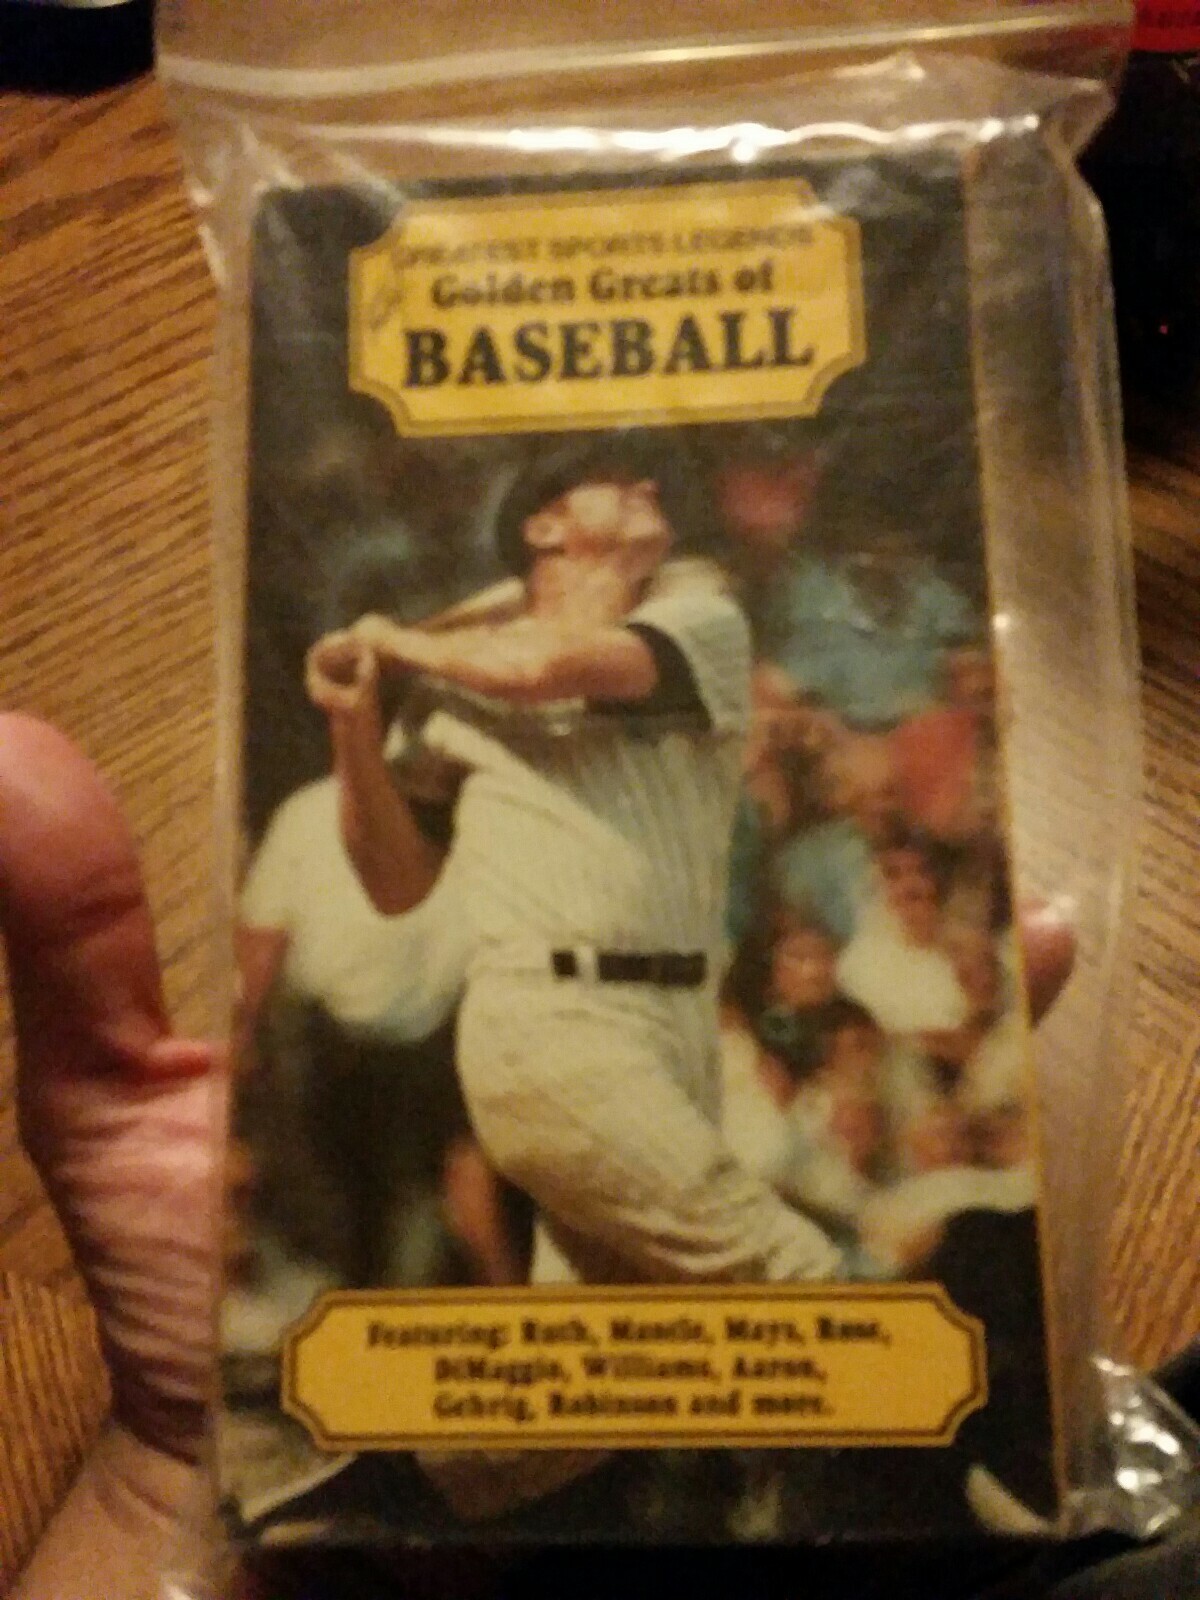 GREATEST SPORTS LEGENDS
Golden Greats of
BASEBALL
Featuring: Ruth, Mantle, Mays, Rose,
DiMaggio, Williams, Aaron,
Gehrig, Robinson and more.